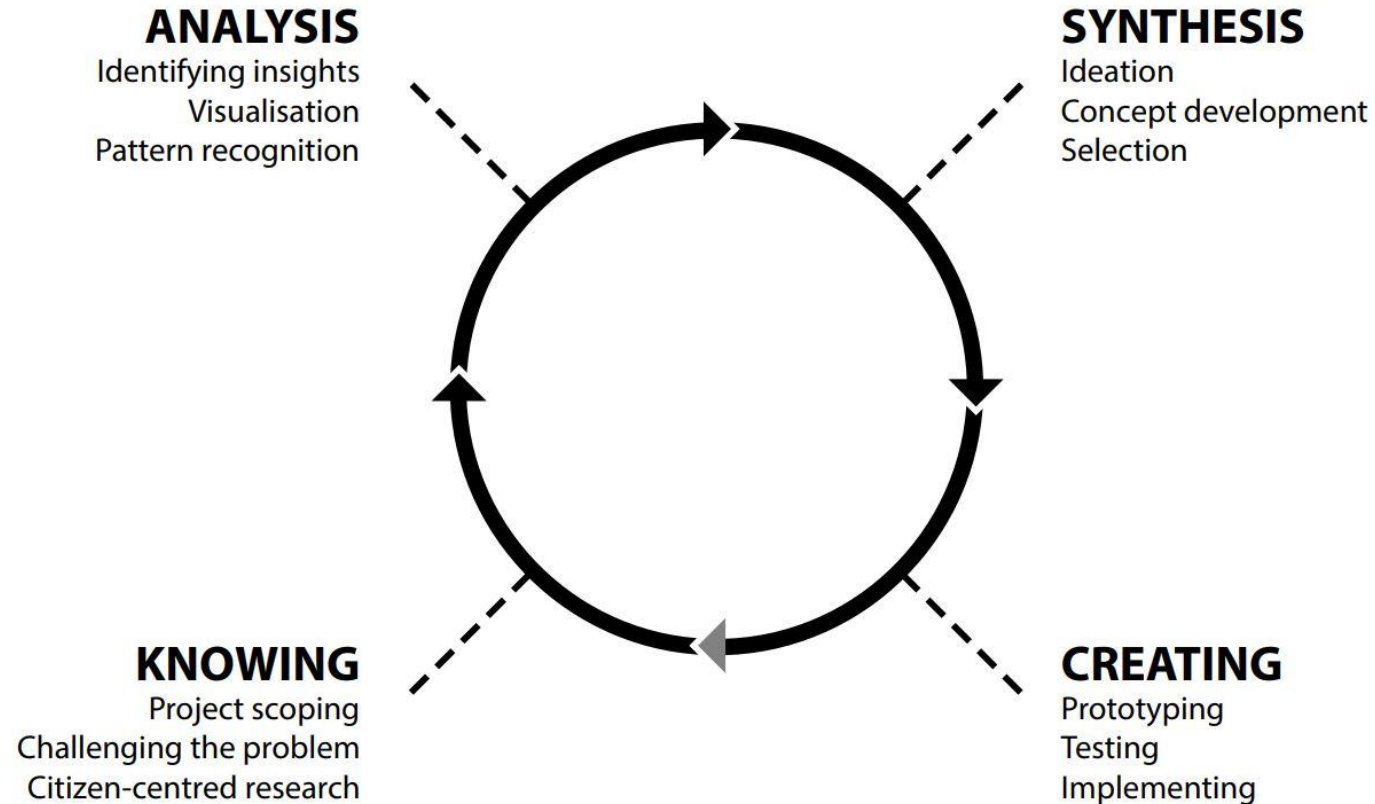 ANALYSIS
Identifying insights
Visualisation
Pattern recognition
SYNTHESIS
Ideation
Concept development
Selection
KNOWING
Project scoping
Challenging the problem
Citizen-centred research
CREATING
Prototyping
Testing
Implementing